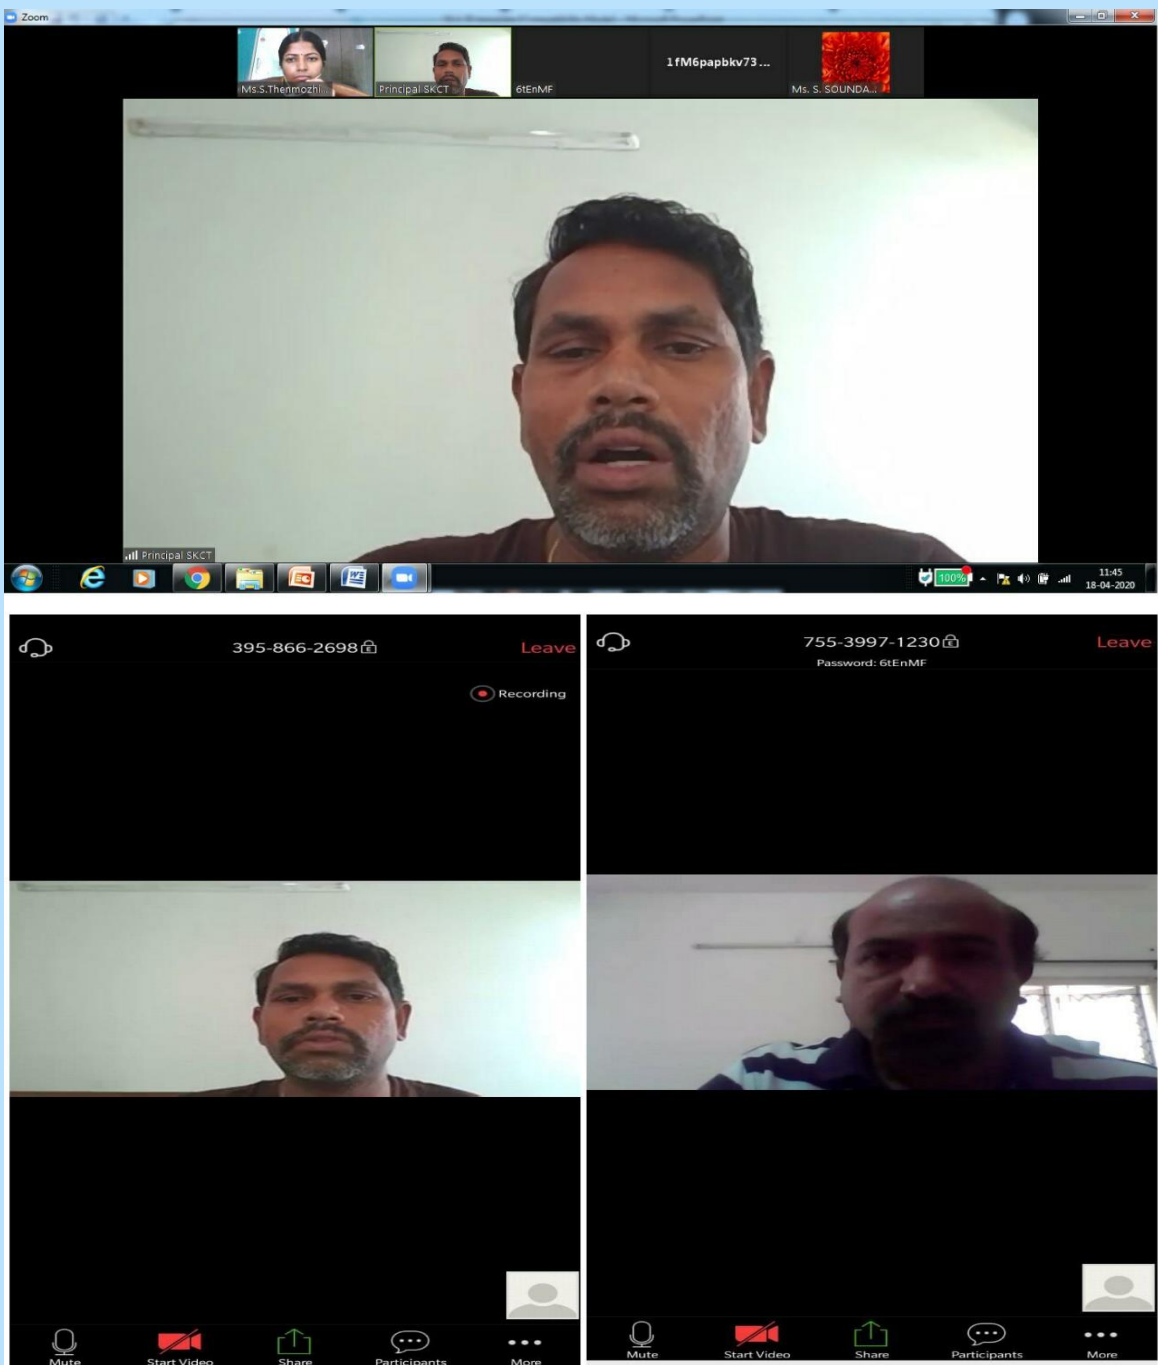 Zoom
Ms.S.Thenmozhi...
Principal SKCT
6tEnMF
1fM6papbkv73...
Ms. S. SOUNDA...
Principal SKCT
100%
11:45
18-04-2020
395-866-2698
Leave
Recording
Mute
Start Video
Share
Participants
More
755-3997-1230
Leave
Password: 6tEnMF
Mute
Start Video
Share
Participants
More